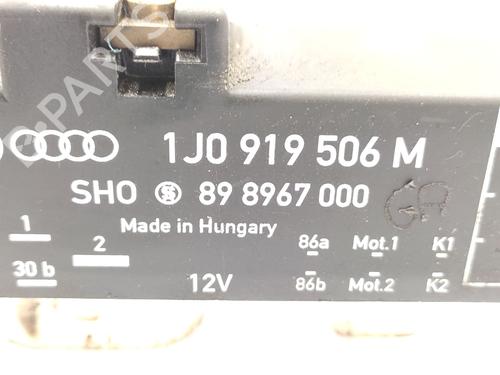 B-PARTS
1J0 919 506 M
SHO 89 8967 000
Made in Hungary
1 2 86a Mot.1 K1
30 b 12V 86b Mot.2 K2